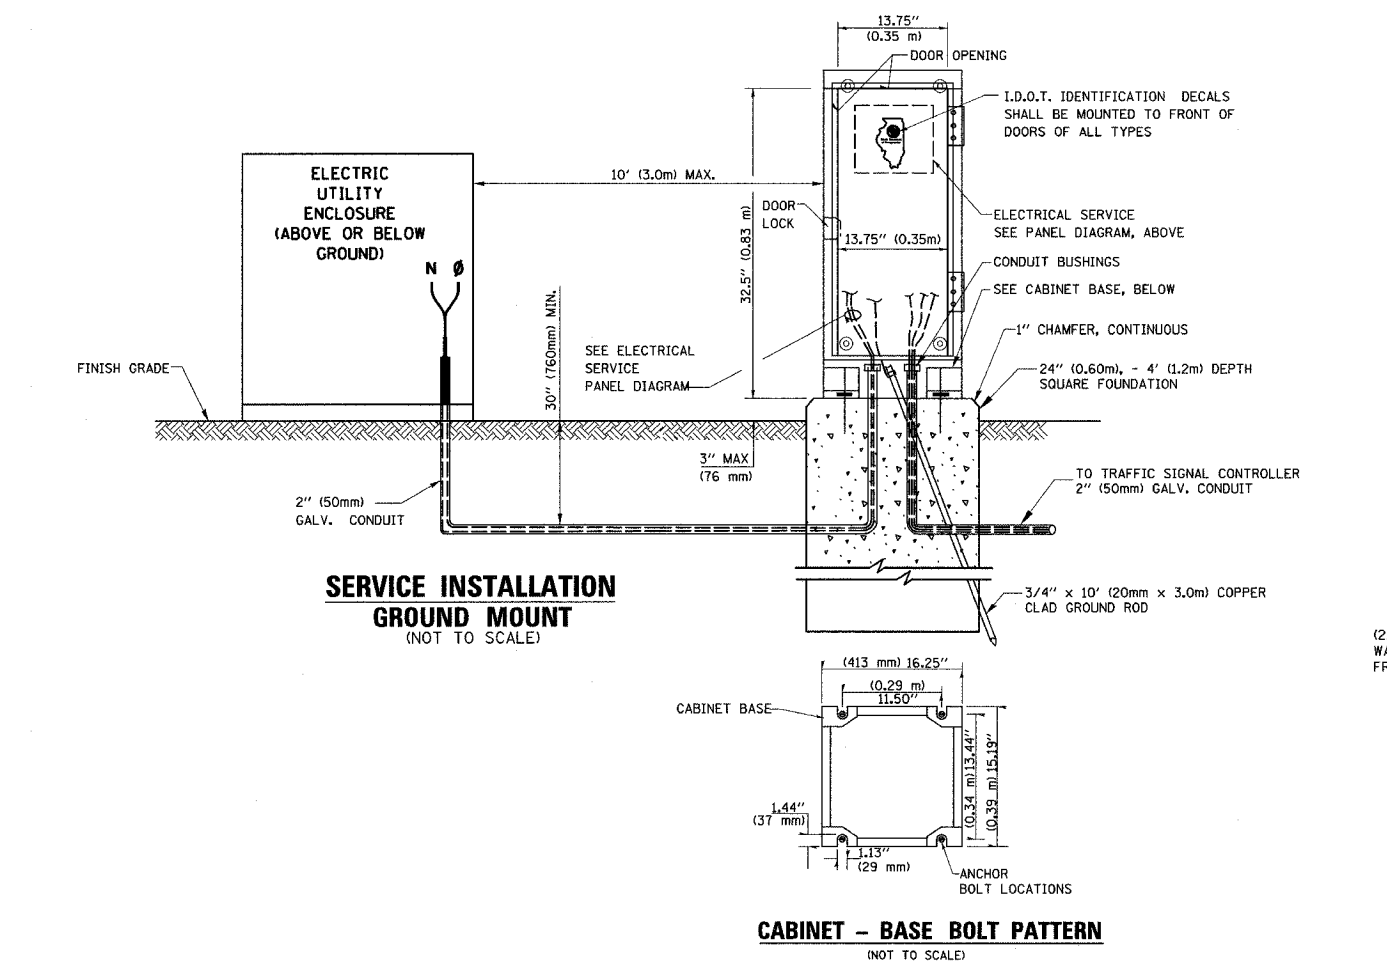 13.75"
(0.35 m)
DOOR OPENING
I.D.O.T. IDENTIFICATION DECALS
SHALL BE MOUNTED TO FRONT OF
DOORS OF ALL TYPES
ELECTRIC
UTILITY
ENCLOSURE
(ABOVE OR BELOW
GROUND)
N Ø
10' (3.0m) MAX.
DOOR
LOCK
32.5" (0.83 m)
13.75" (0.35m)
ELECTRICAL SERVICE
SEE PANEL DIAGRAM, ABOVE
CONDUIT BUSHINGS
SEE CABINET BASE, BELOW
1" CHAMFER, CONTINUOUS
24" (0.60m), - 4' (1.2m) DEPTH
SQUARE FOUNDATION
FINISH GRADE
30" (760mm) MIN.
SEE ELECTRICAL
SERVICE
PANEL DIAGRAM
3" MAX
(76 mm)
2" (50mm)
GALV. CONDUIT
TO TRAFFIC SIGNAL CONTROLLER
2" (50mm) GALV. CONDUIT
3/4" x 10' (20mm x 3.0m) COPPER
CLAD GROUND ROD
SERVICE INSTALLATION
GROUND MOUNT
(NOT TO SCALE)
(2
WA
FR
(413 mm) 16.25"
(0.29 m)
11.50"
CABINET BASE
(0.34 m) 13.44"
(0.39 m) 15.19"
1.44"
(37 mm)
1.13"
(29 mm)
ANCHOR
BOLT LOCATIONS
CABINET - BASE BOLT PATTERN
(NOT TO SCALE)